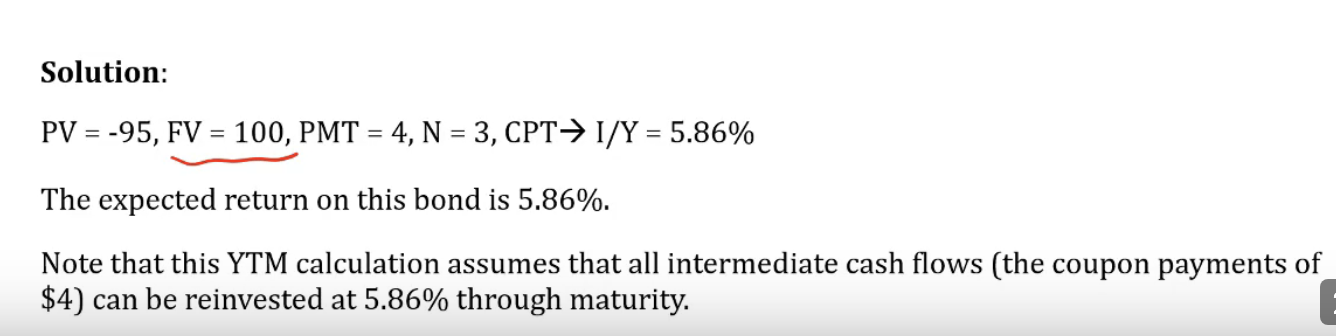 Solution:
PV = -95, FV = 100, PMT = 4, N = 3, CPT→ I/Y = 5.86%
The expected return on this bond is 5.86%.
Note that this YTM calculation assumes that all intermediate cash flows (the coupon payments of
$4) can be reinvested at 5.86% through maturity.